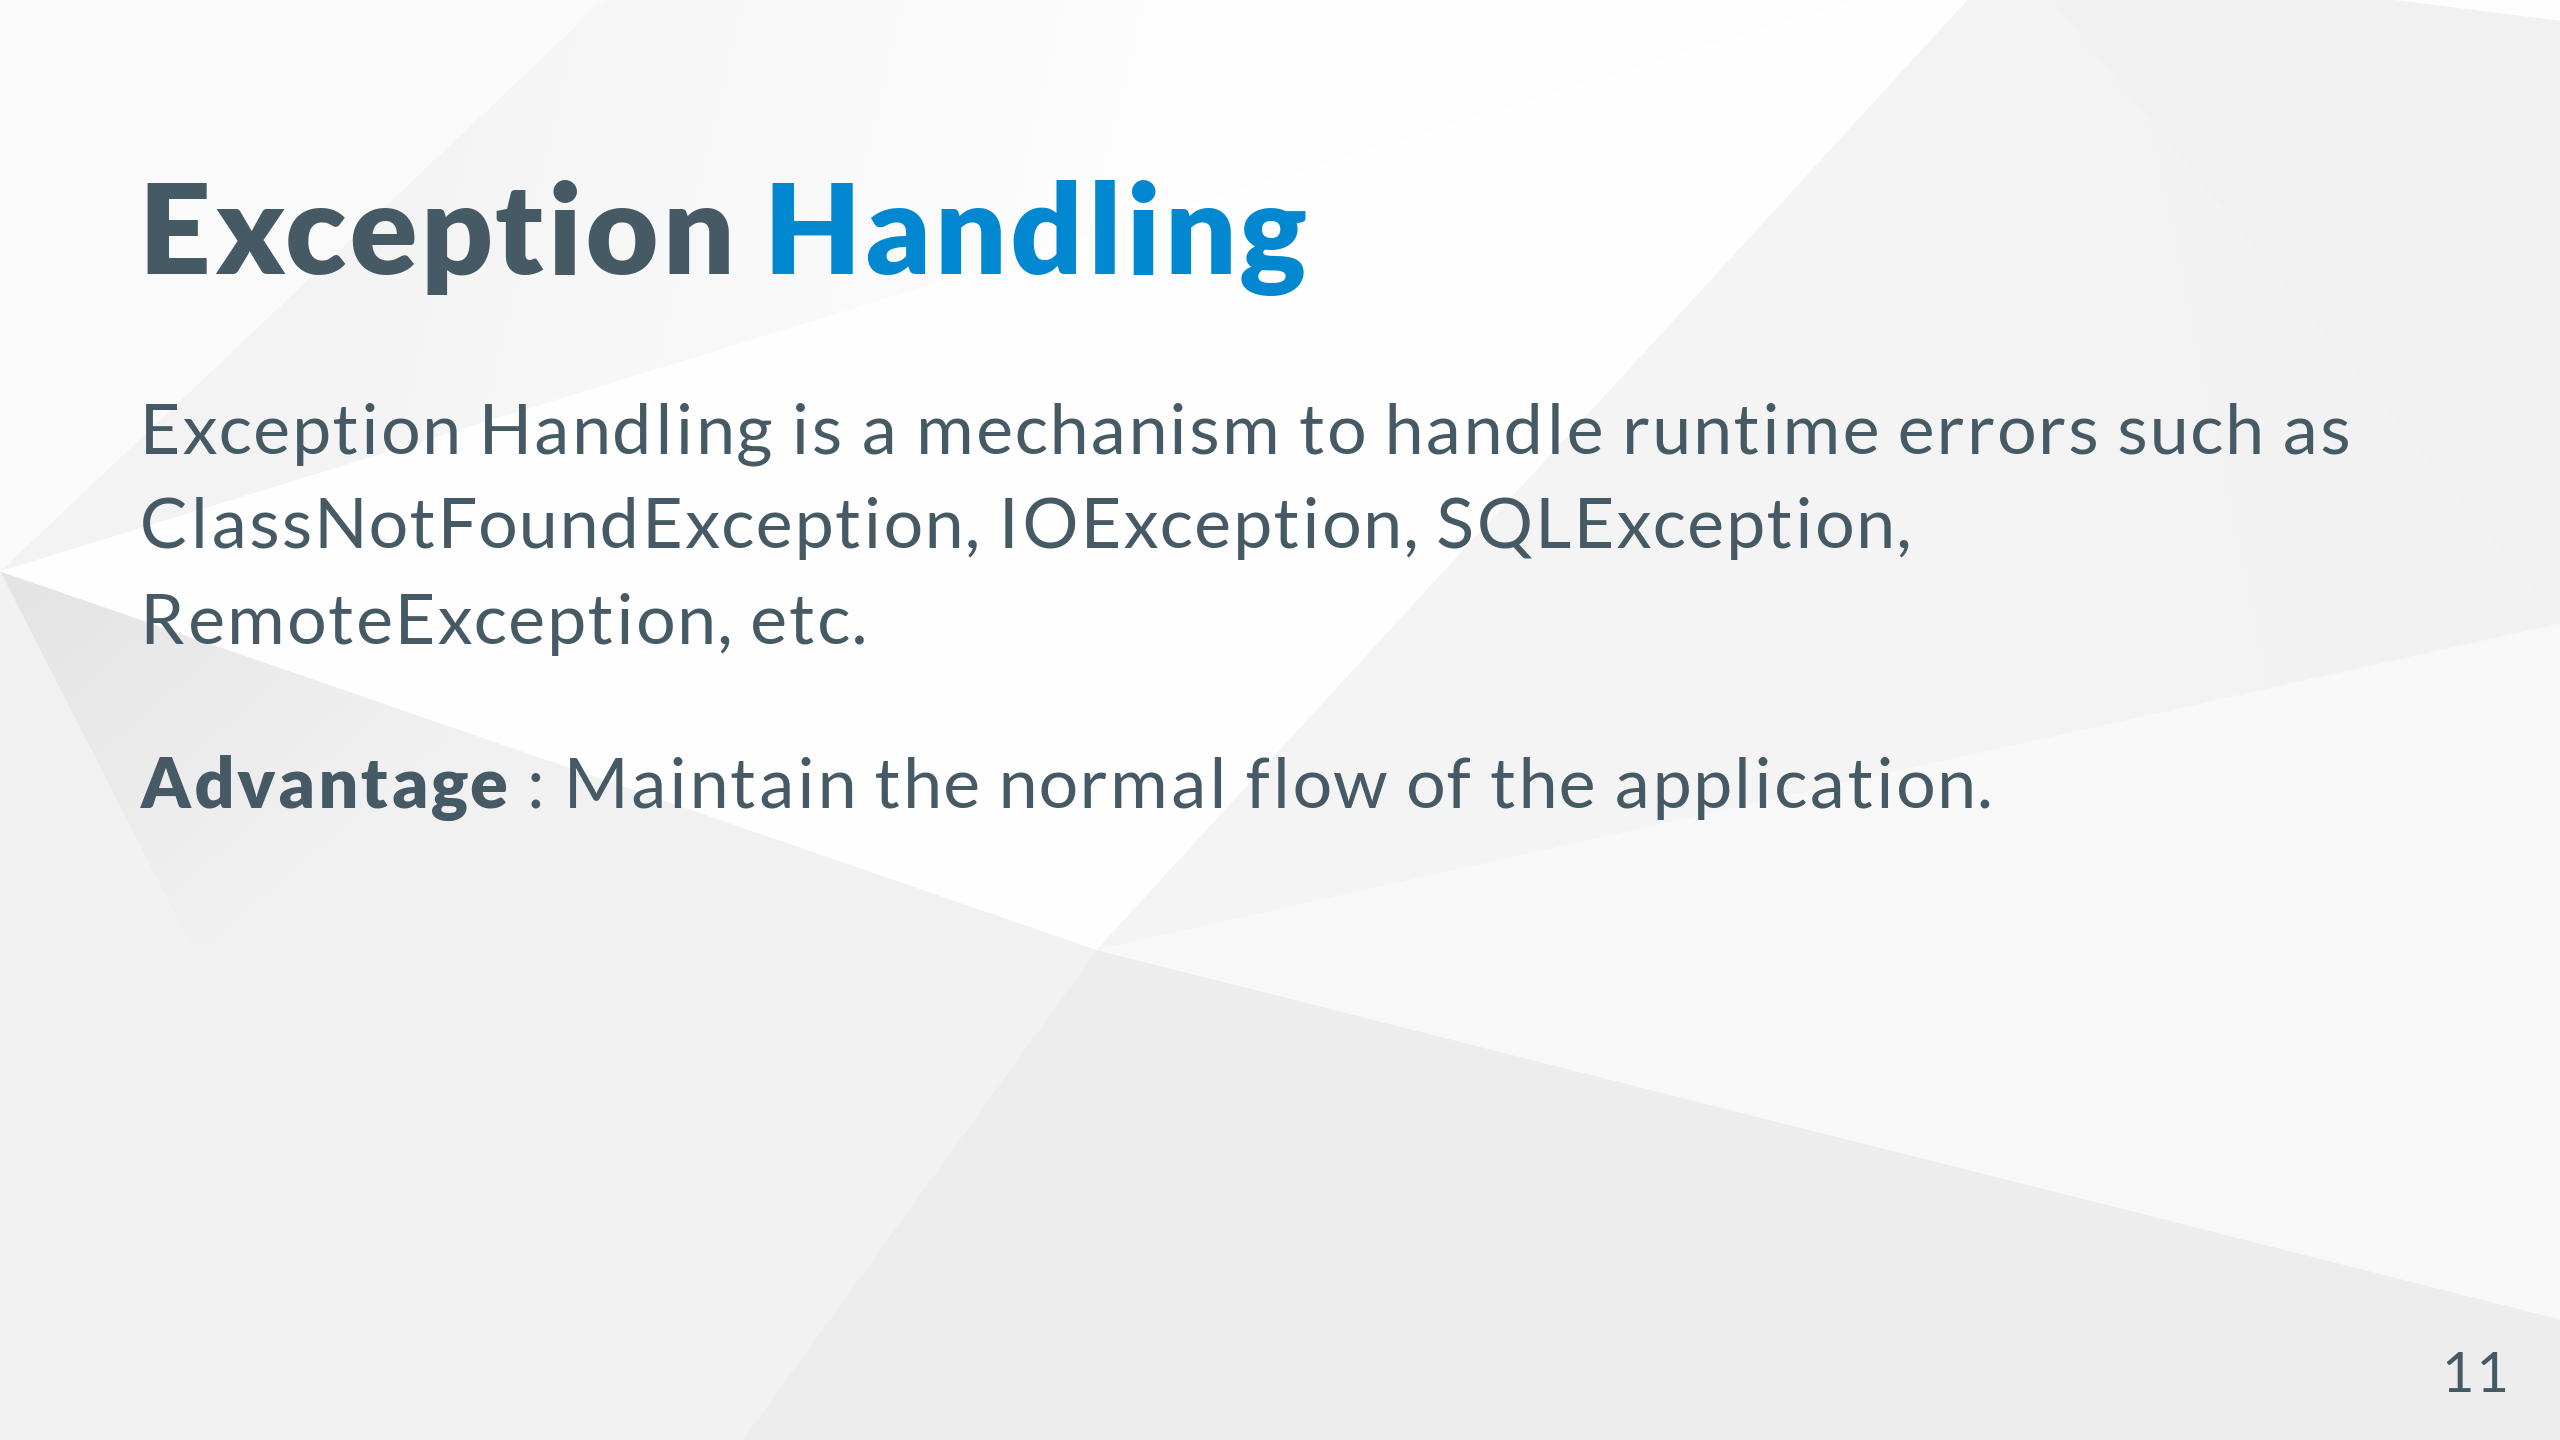 Exception Handling
Exception Handling is a mechanism to handle runtime errors such as
ClassNotFoundException, IOException, SQLException,
RemoteException, etc.
Advantage : Maintain the normal flow of the application.
11